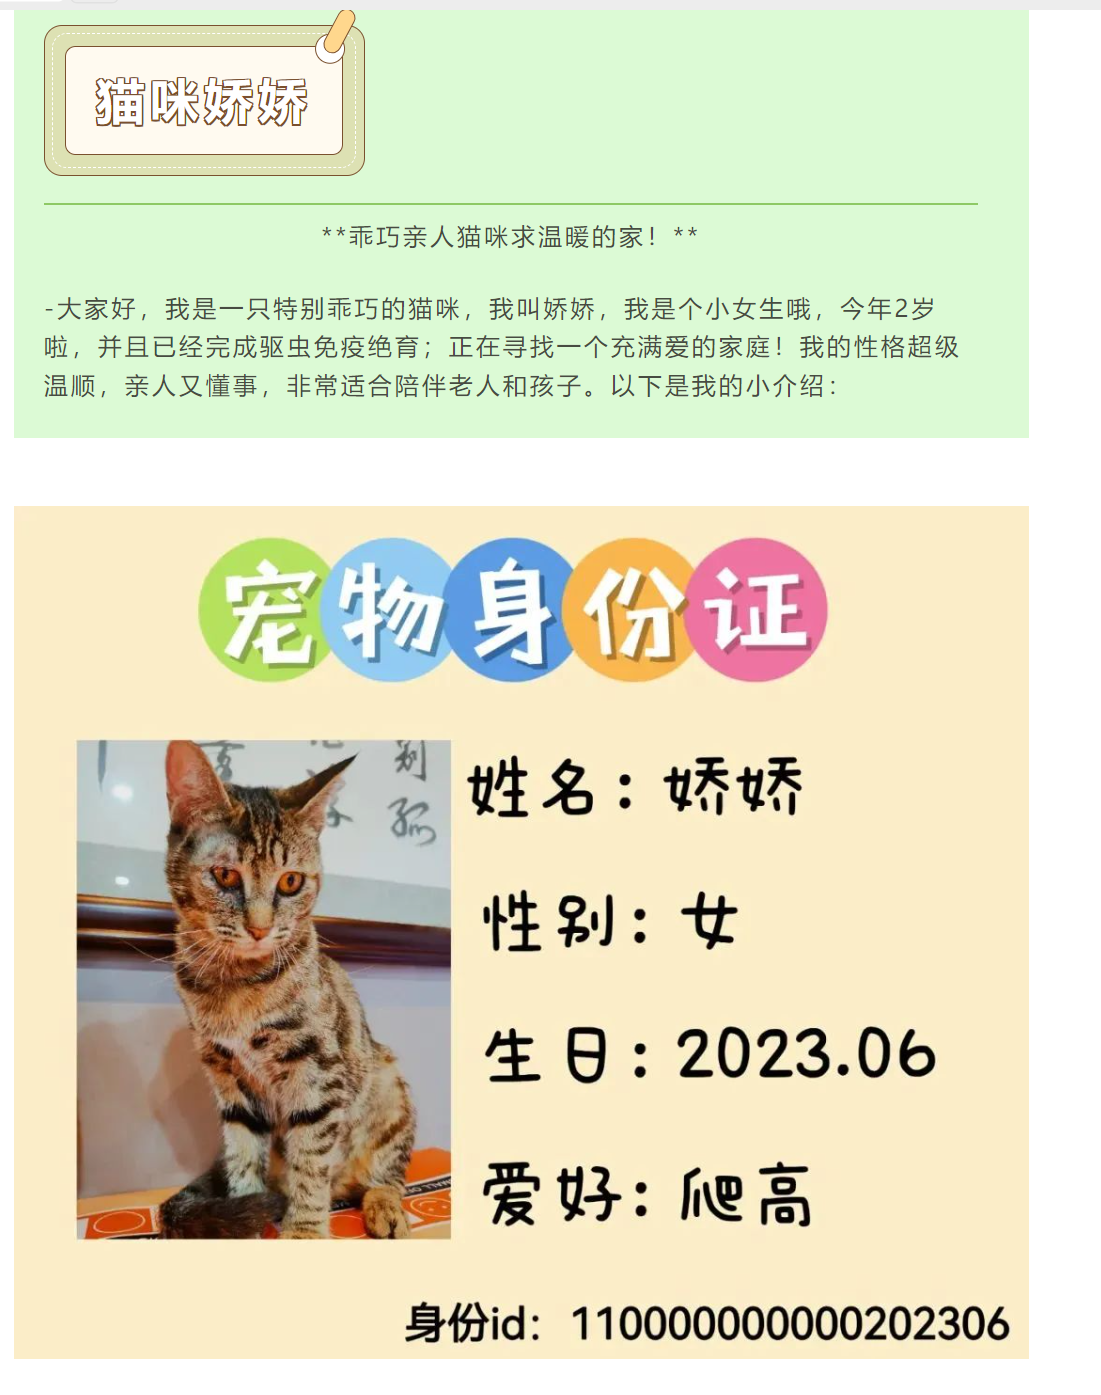 猫咪娇娇
**乖巧亲人猫咪求温暖的家！**
-大家好，我是一只特别乖巧的猫咪，我叫娇娇，我是个小女生哦，今年2岁
啦，并且已经完成驱虫免疫绝育；正在寻找一个充满爱的家庭！我的性格超级
温顺，亲人又懂事，非常适合陪伴老人和孩子。以下是我的小介绍：
宠物身份证
姓名：娇娇
性别：女
生日：2023.06
爱好：爬高
身份id：110000000000202306